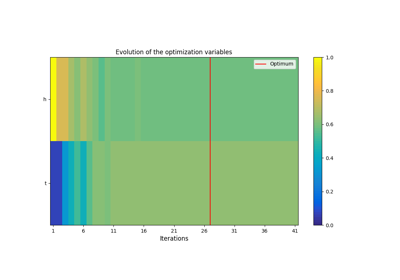 Evolution of the optimization variables
Optimum
h
t
1 6 11 16 21 26 31 36 41
Iterations
1.0
0.8
0.6
0.4
0.2
0.0